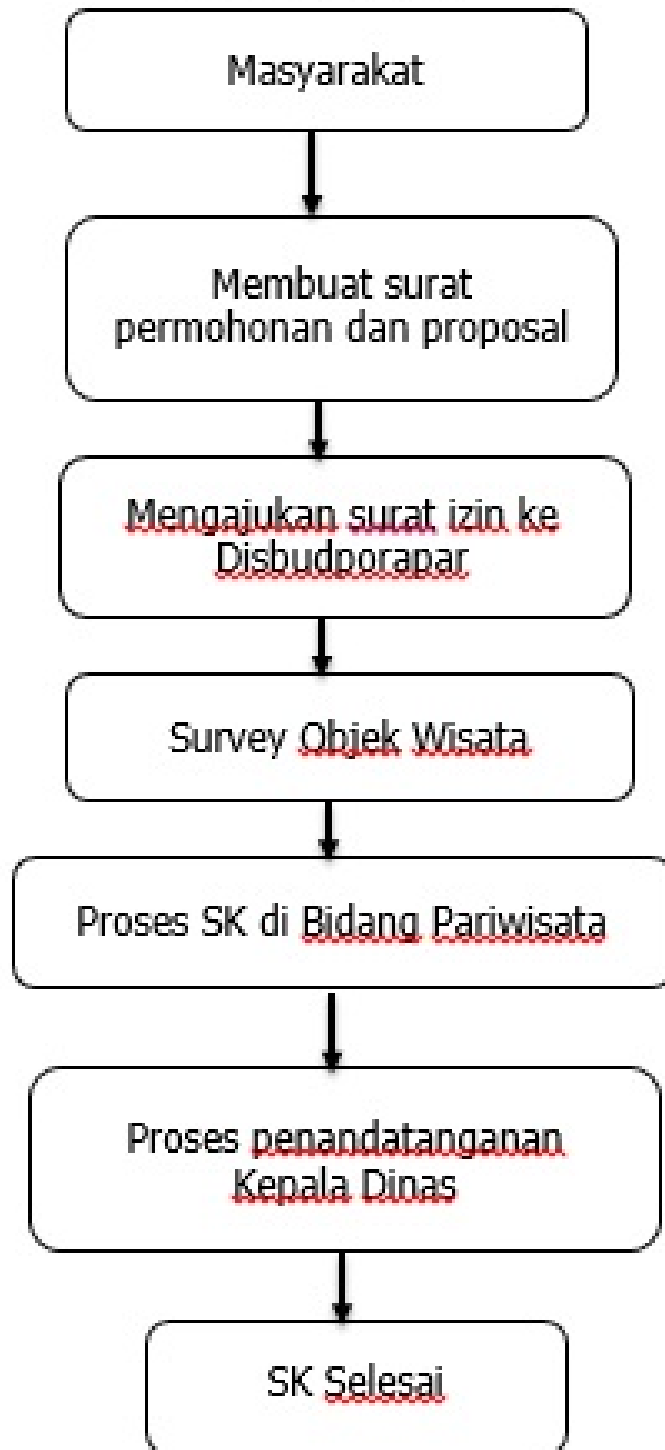 Masyarakat
Membuat surat
permohonan dan proposal
Mengajukan surat izin ke
Disbudporapar
Survey Objek Wisata
Proses SK di Bidang Pariwisata
Proses penandatanganan
Kepala Dinas
SK Selesai